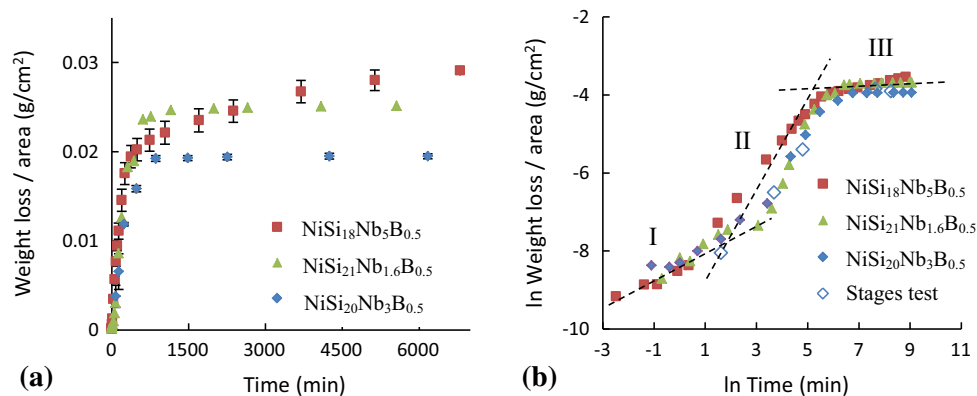 Weight loss / area (g/cm²)
0.03
0.02
0.01
0
0 1500 3000 4500 6000
Time (min)
NiSi₁₈Nb₅B₀.₅
NiSi₂₁Nb₁.₆B₀.₅
NiSi₂₀Nb₃B₀.₅
(a)
ln Weight loss / area (g/cm²)
-2
-4
-6
-8
-10
-3 -1 1 3 5 7 9 11
ln Time (min)
I
II
III
NiSi₁₈Nb₅B₀.₅
NiSi₂₁Nb₁.₆B₀.₅
NiSi₂₀Nb₃B₀.₅
Stages test
(b)